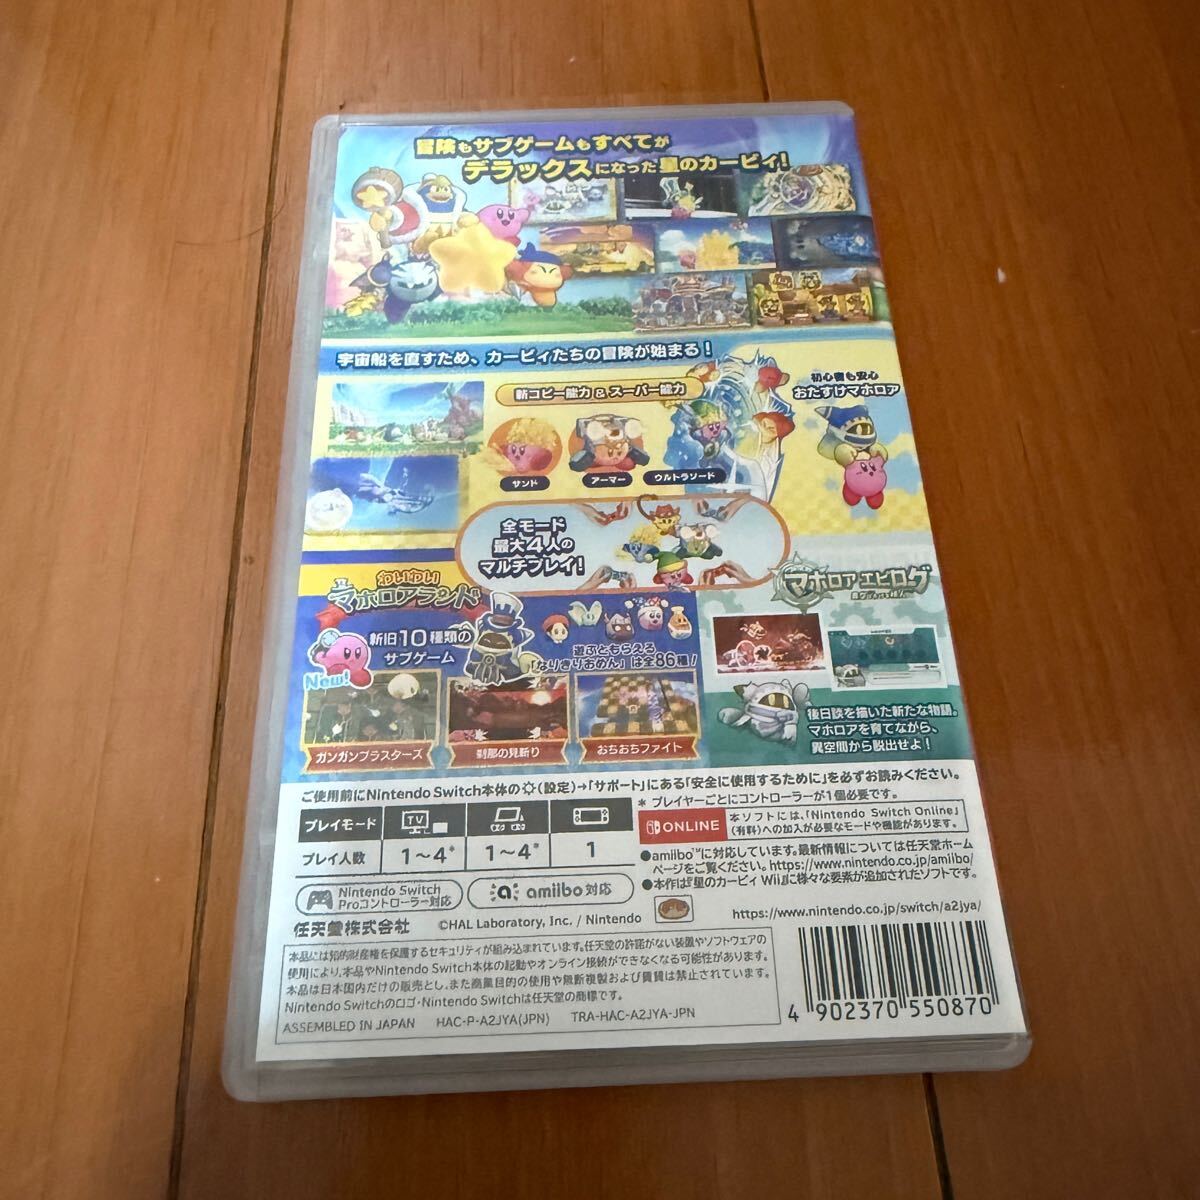 冒険もサブゲームもすべてが
デラックスになった星のカービィ!
宇宙船を直すため、カービィたちの冒険が始まる!
新コピー能力 & スーパー能力
サンド
アーマー
ウルトラソード
初心者も安心
おたすけマホロア
全モード
最大4人の
マルチプレイ!
わいわい
マホロアランド
新旧10種類の
サブゲーム
New!
遊ぶともらえる
「なりきりおめん」は全86種!
ガンガンブラスターズ
刹那の見斬り
おちおちファイト
マホロア エピローグ
後日談を描いた新たな物語。
マホロアを育てながら、
異空間から脱出せよ!
ご使用前にNintendo Switch本体の(設定)→「サポート」にある「安全に使用するために」を必ずお読みください。
プレイモード
TV
プレイ人数
1～4*
1～4*
1
* プレイヤーごとにコントローラーが1個必要です。
ONLINE
本ソフトには、「Nintendo Switch Online」
(有料)への加入が必要なモードや機能があります。
●amiibo™に対応しています。最新情報については任天堂ホーム
ページをご覧ください。https://www.nintendo.co.jp/amiibo/
●本作は『星のカービィ Wii』に様々な要素が追加されたソフトです。
Nintendo Switch
Proコントローラー対応
amiibo 対応
任天堂株式会社
©HAL Laboratory, Inc. / Nintendo
https://www.nintendo.co.jp/switch/a2jya/
本品には知的財産権を保護するセキュリティが組み込まれています。任天堂の許諾がない装置やソフトウェアの
使用により、本品やNintendo Switch本体の起動やオンライン接続ができなくなる可能性があります。
本品は日本国内だけの販売とし、また商業目的の使用や無断複製および賃貸は禁止されています。
Nintendo Switchのロゴ・Nintendo Switchは任天堂の商標です。
ASSEMBLED IN JAPAN HAC-P-A2JYA(JPN) TRA-HAC-A2JYA-JPN
4 902370 550870